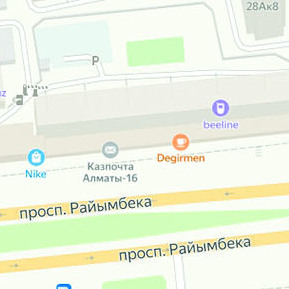 28Ак8
P
beeline
Degirmen
Казпочта
Алматы-16
Nike
просп. Райымбека
просп. Райымбека